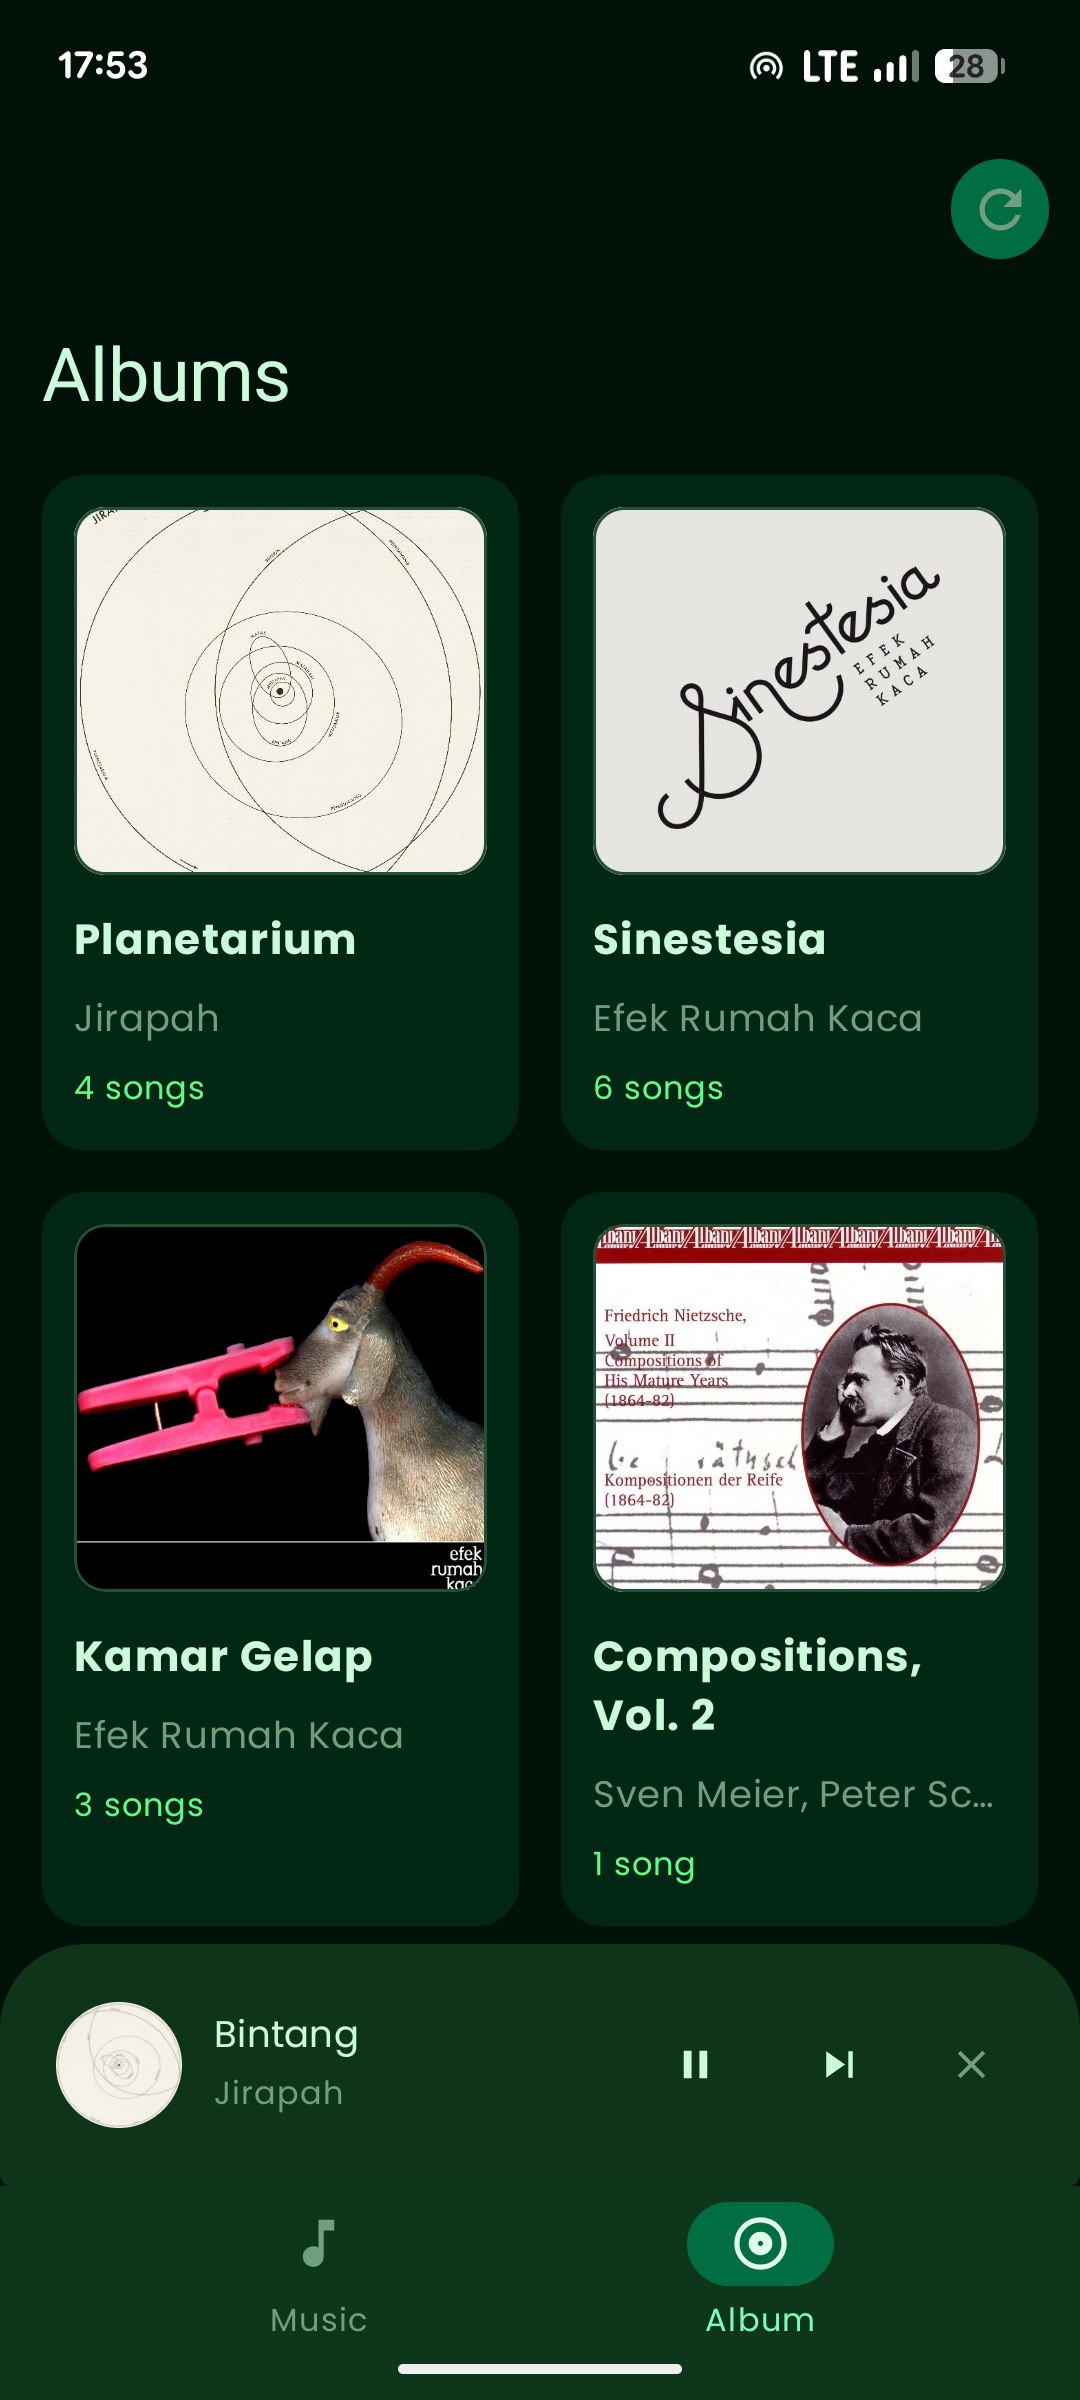 17:53
LTE
28
Albums
Sinestesia
EFEK
RUMAH
KACA
Planetarium
Jirapah
4 songs
Sinestesia
Efek Rumah Kaca
6 songs
efek
rumah
Friedrich Nietzsche,
Volume II
Compositions of
His Mature Years
(1864-82)
Kompositionen der Reife
(1864-82)
Kamar Gelap
Efek Rumah Kaca
3 songs
Compositions,
Vol. 2
Sven Meier, Peter Sc...
1 song
Bintang
Jirapah
Music
Album